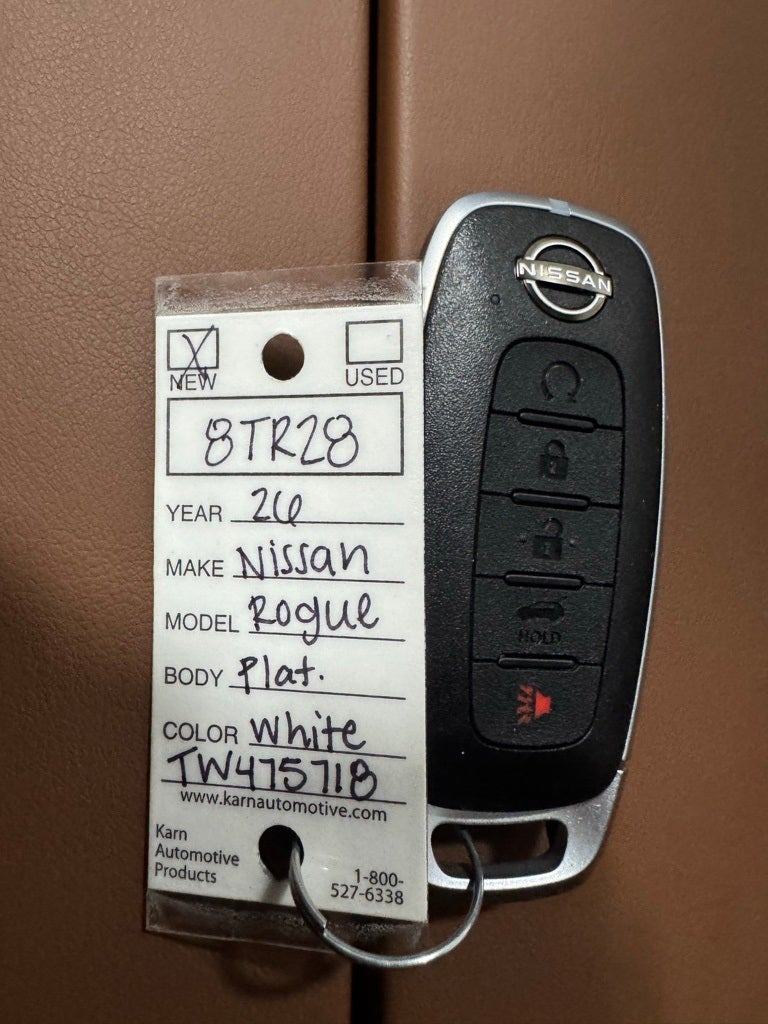 NEW USED
8TR28
YEAR 26
MAKE Nissan
MODEL Rogue
BODY Plat.
COLOR White
TW475718
www.karnautomotive.com
Karn
Automotive
Products
1-800-
527-6338
NISSAN
HOLD